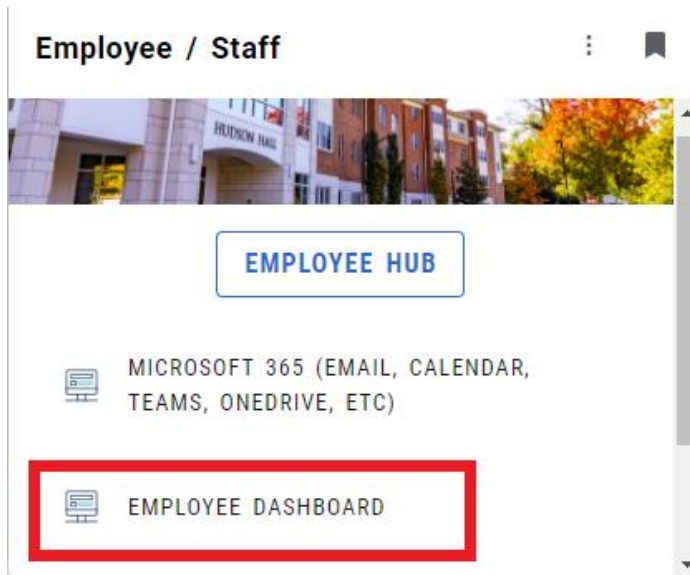 Employee / Staff
HUDSON HALL
EMPLOYEE HUB
MICROSOFT 365 (EMAIL, CALENDAR,
TEAMS, ONEDRIVE, ETC)
EMPLOYEE DASHBOARD